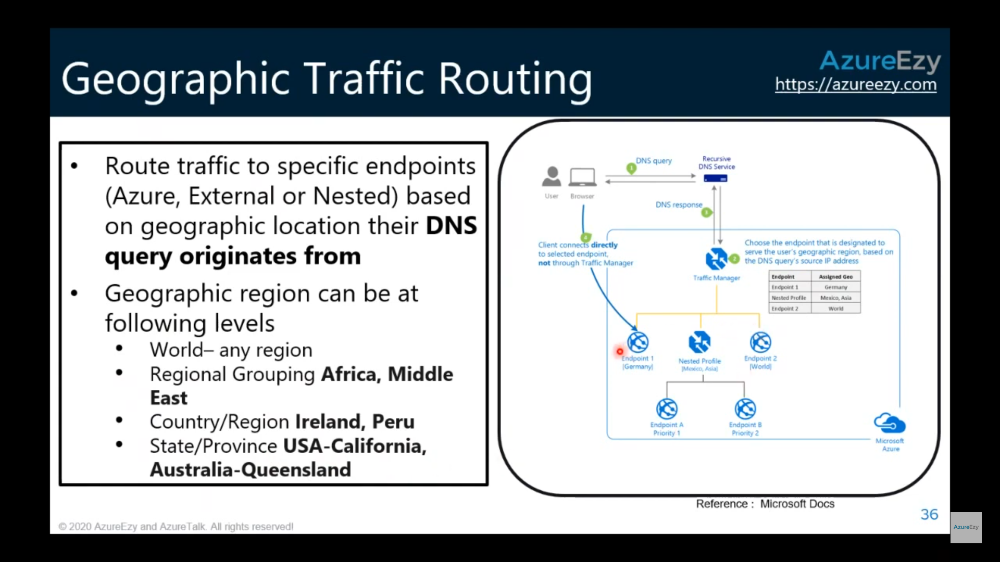 Geographic Traffic Routing
AzureEzy
https://azureezy.com
• Route traffic to specific endpoints
(Azure, External or Nested) based
on geographic location their DNS
query originates from
• Geographic region can be at
following levels
• World– any region
• Regional Grouping Africa, Middle
East
• Country/Region Ireland, Peru
• State/Province USA-California,
Australia-Queensland
User
Browser
1
DNS query
Recursive
DNS Service
DNS response
3
4
Client connects directly
to selected endpoint,
not through Traffic Manager
Traffic Manager
2
Choose the endpoint that is designated to
serve the user's geographic region, based on
the DNS query's source IP address
Endpoint Assigned Geo
Endpoint 1 Germany
Nested Profile Mexico, Asia
Endpoint 2 World
Endpoint 1
[Germany]
Nested Profile
[Mexico, Asia]
Endpoint 2
[World]
Endpoint A
Priority 1
Endpoint B
Priority 2
Microsoft
Azure
Reference : Microsoft Docs
36
© 2020 AzureEzy and AzureTalk. All rights reserved!
AzureEzy